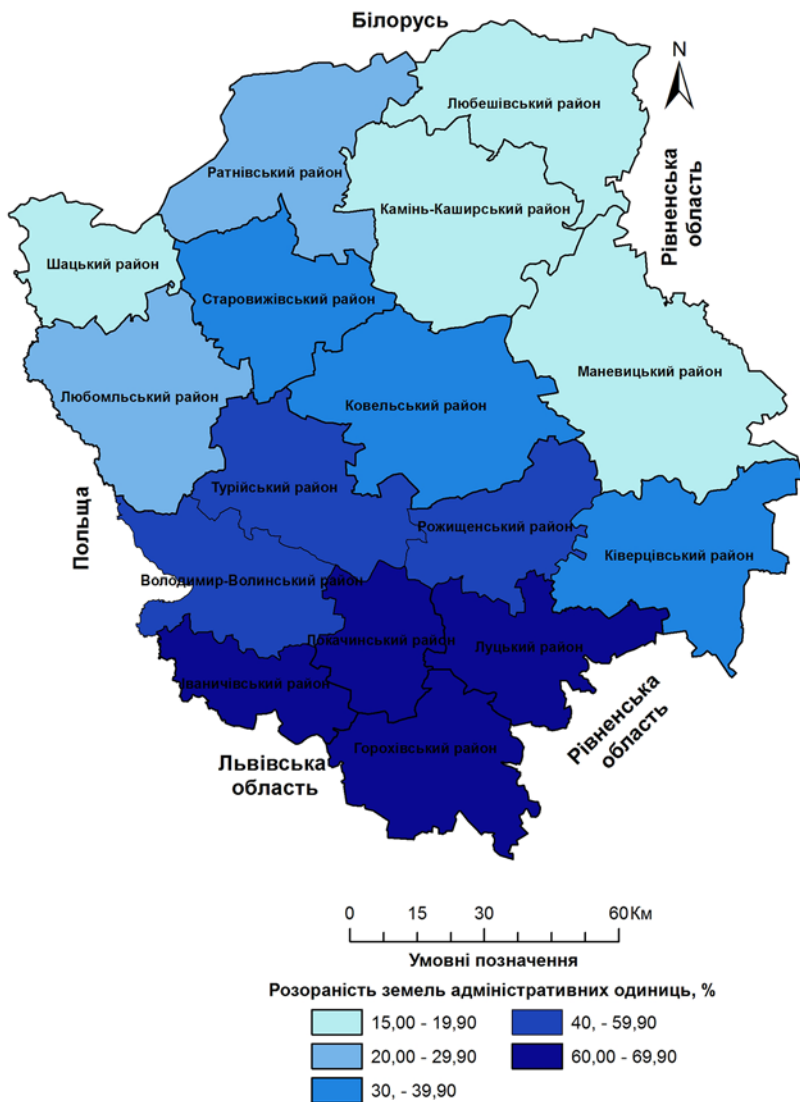 Білорусь
N
Любешівський район
Ратнівський район
Камінь-Каширський район
Рівненська
область
Шацький район
Старовижівський район
Маневицький район
Любомльський район
Ковельський район
Польща
Турійський район
Рожищенський район
Ківерцівський район
Володимир-Волинський район
Локачинський район
Луцький район
Іваничівський район
Рівненська
область
Горохівський район
Львівська
область
0 15 30 60 Км
Умовні позначення
Розораність земель адміністративних одиниць, %
15,00 - 19,90
40, - 59,90
20,00 - 29,90
60,00 - 69,90
30, - 39,90